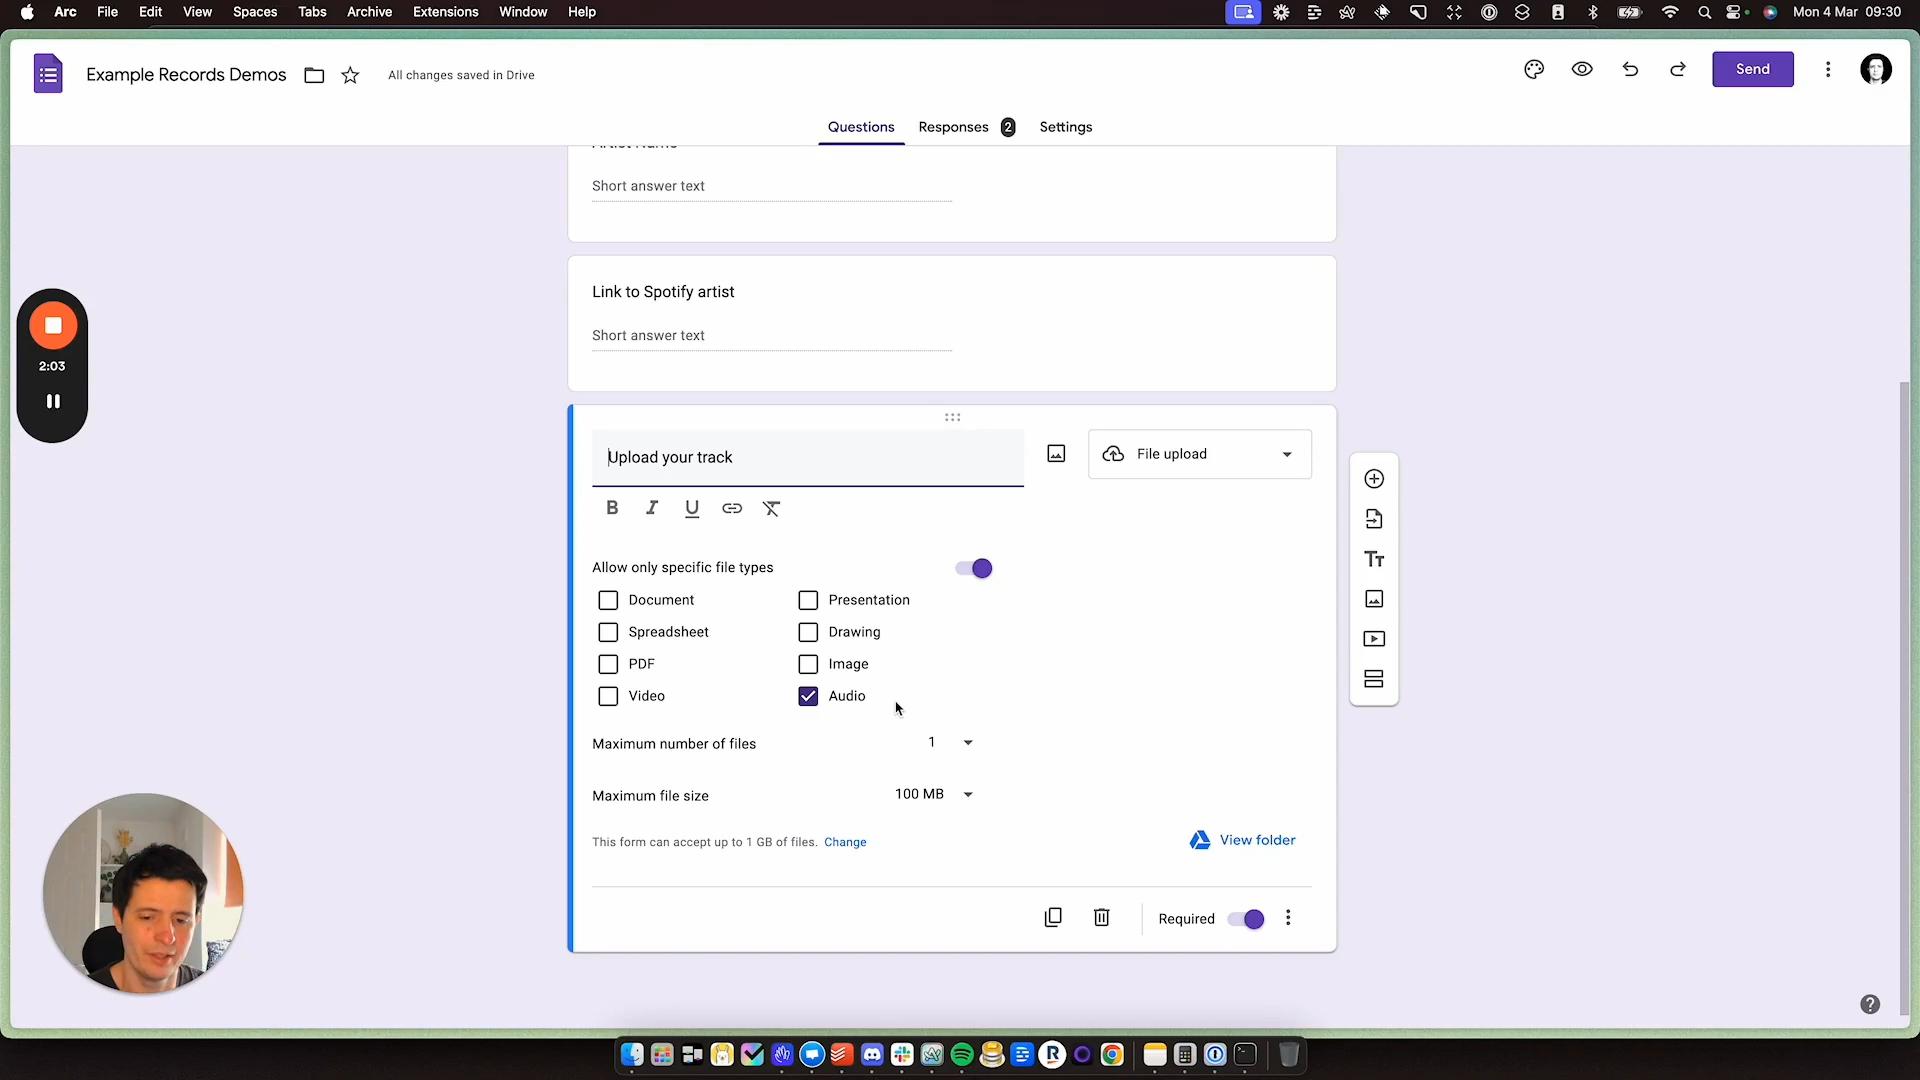 Arc File Edit View Spaces Tabs Archive Extensions Window Help Mon 4 Mar 09:30
Example Records Demos All changes saved in Drive Send
Questions Responses 2 Settings
Artist Name
Short answer text
Link to Spotify artist
Short answer text
2:03
Upload your track
File upload
B I U
Tт
Allow only specific file types
Document Presentation
Spreadsheet Drawing
PDF Image
Video Audio
Maximum number of files 1
Maximum file size 100 MB
This form can accept up to 1 GB of files. Change View folder
Required